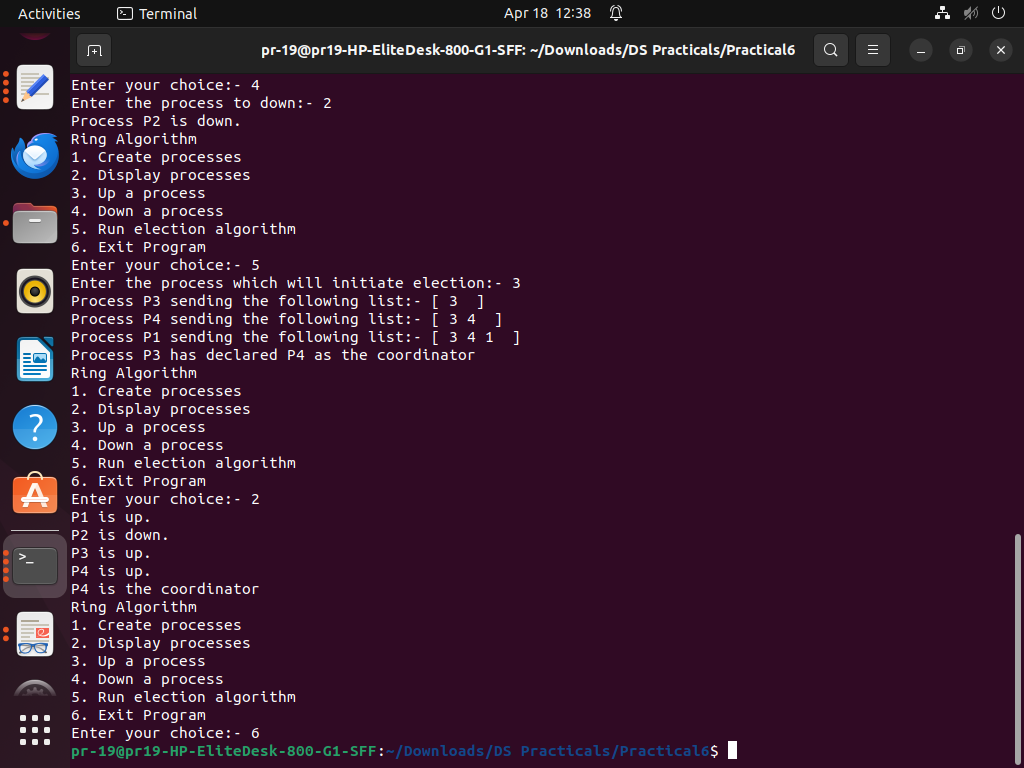 Activities Terminal Apr 18 12:38
pr-19@pr19-HP-EliteDesk-800-G1-SFF: ~/Downloads/DS Practicals/Practical6
Enter your choice:- 4
Enter the process to down:- 2
Process P2 is down.
Ring Algorithm
1. Create processes
2. Display processes
3. Up a process
4. Down a process
5. Run election algorithm
6. Exit Program
Enter your choice:- 5
Enter the process which will initiate election:- 3
Process P3 sending the following list:- [ 3  ]
Process P4 sending the following list:- [ 3 4  ]
Process P1 sending the following list:- [ 3 4 1  ]
Process P3 has declared P4 as the coordinator
Ring Algorithm
1. Create processes
2. Display processes
3. Up a process
4. Down a process
5. Run election algorithm
6. Exit Program
Enter your choice:- 2
P1 is up.
P2 is down.
P3 is up.
P4 is up.
P4 is the coordinator
Ring Algorithm
1. Create processes
2. Display processes
3. Up a process
4. Down a process
5. Run election algorithm
6. Exit Program
Enter your choice:- 6
pr-19@pr19-HP-EliteDesk-800-G1-SFF:~/Downloads/DS Practicals/Practical6$